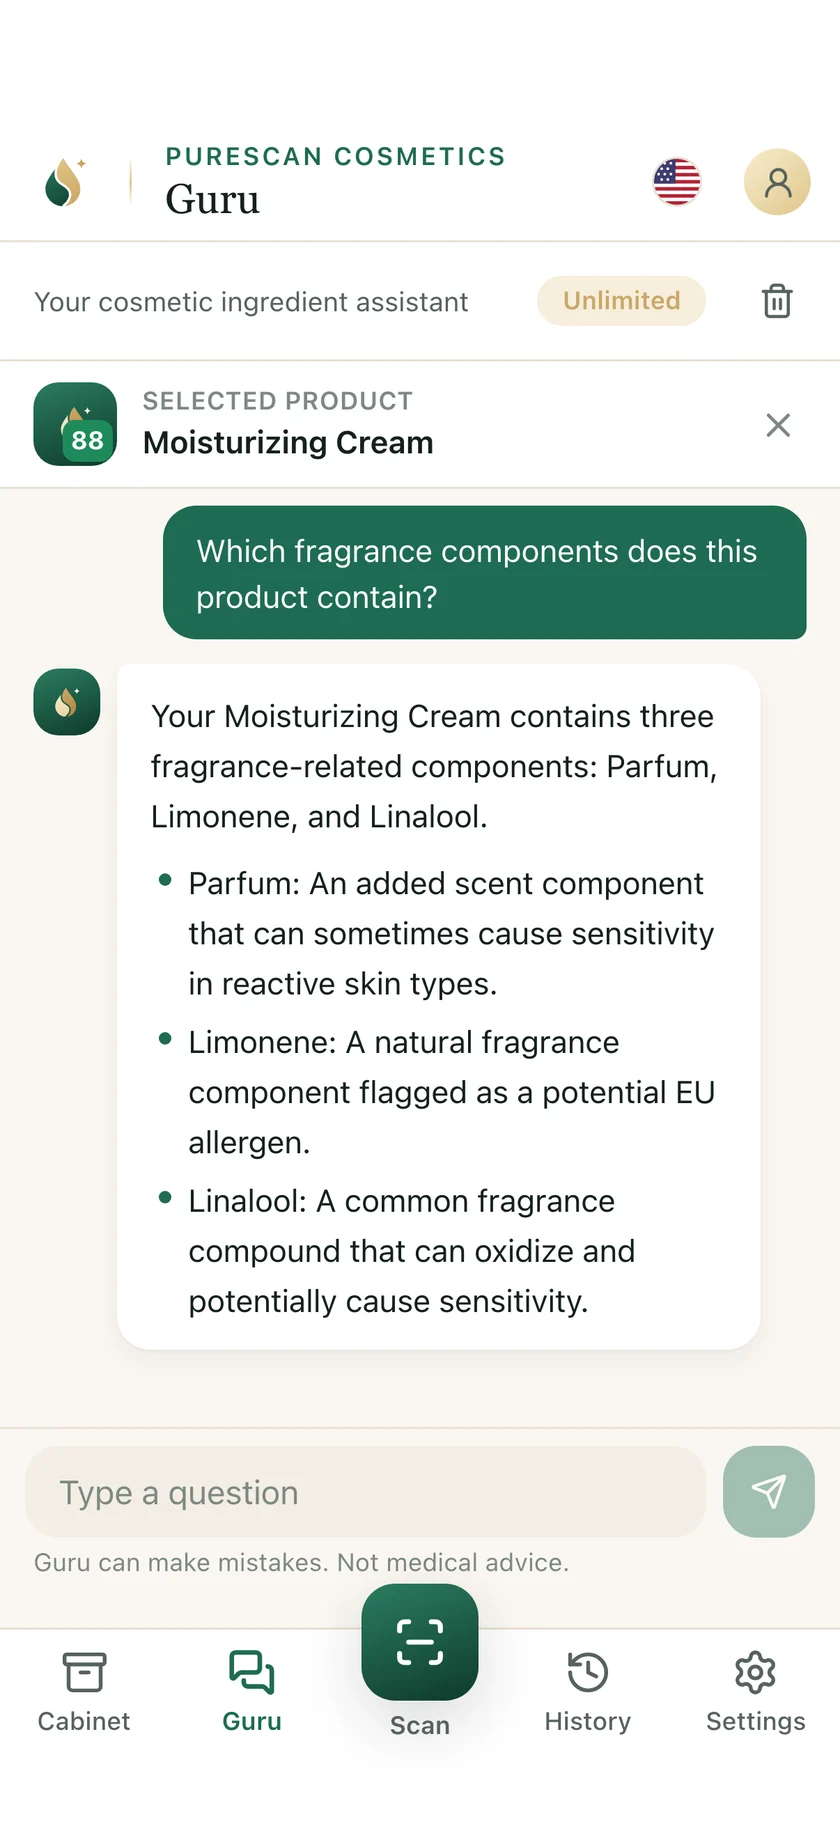 PURESCAN COSMETICS
Guru
Your cosmetic ingredient assistant
Unlimited
88
SELECTED PRODUCT
Moisturizing Cream
Which fragrance components does this
product contain?
Your Moisturizing Cream contains three
fragrance-related components: Parfum,
Limonene, and Linalool.
Parfum: An added scent component
that can sometimes cause sensitivity
in reactive skin types.
Limonene: A natural fragrance
component flagged as a potential EU
allergen.
Linalool: A common fragrance
compound that can oxidize and
potentially cause sensitivity.
Type a question
Guru can make mistakes. Not medical advice.
Cabinet
Guru
Scan
History
Settings